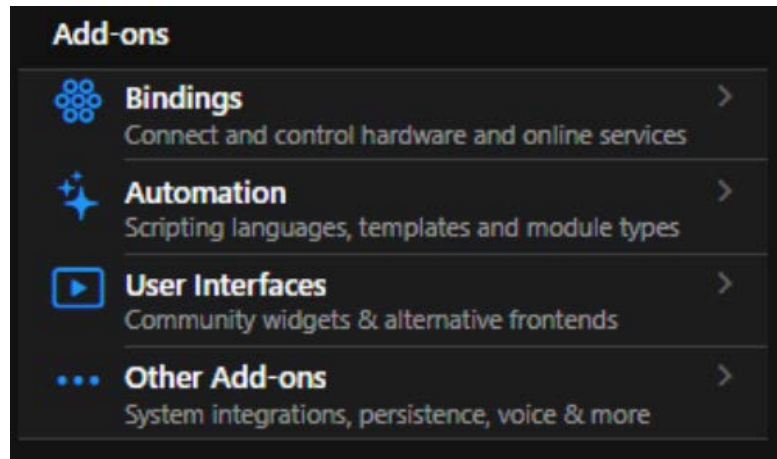 Add-ons
Bindings
Connect and control hardware and online services
Automation
Scripting languages, templates and module types
User Interfaces
Community widgets & alternative frontends
Other Add-ons
System integrations, persistence, voice & more